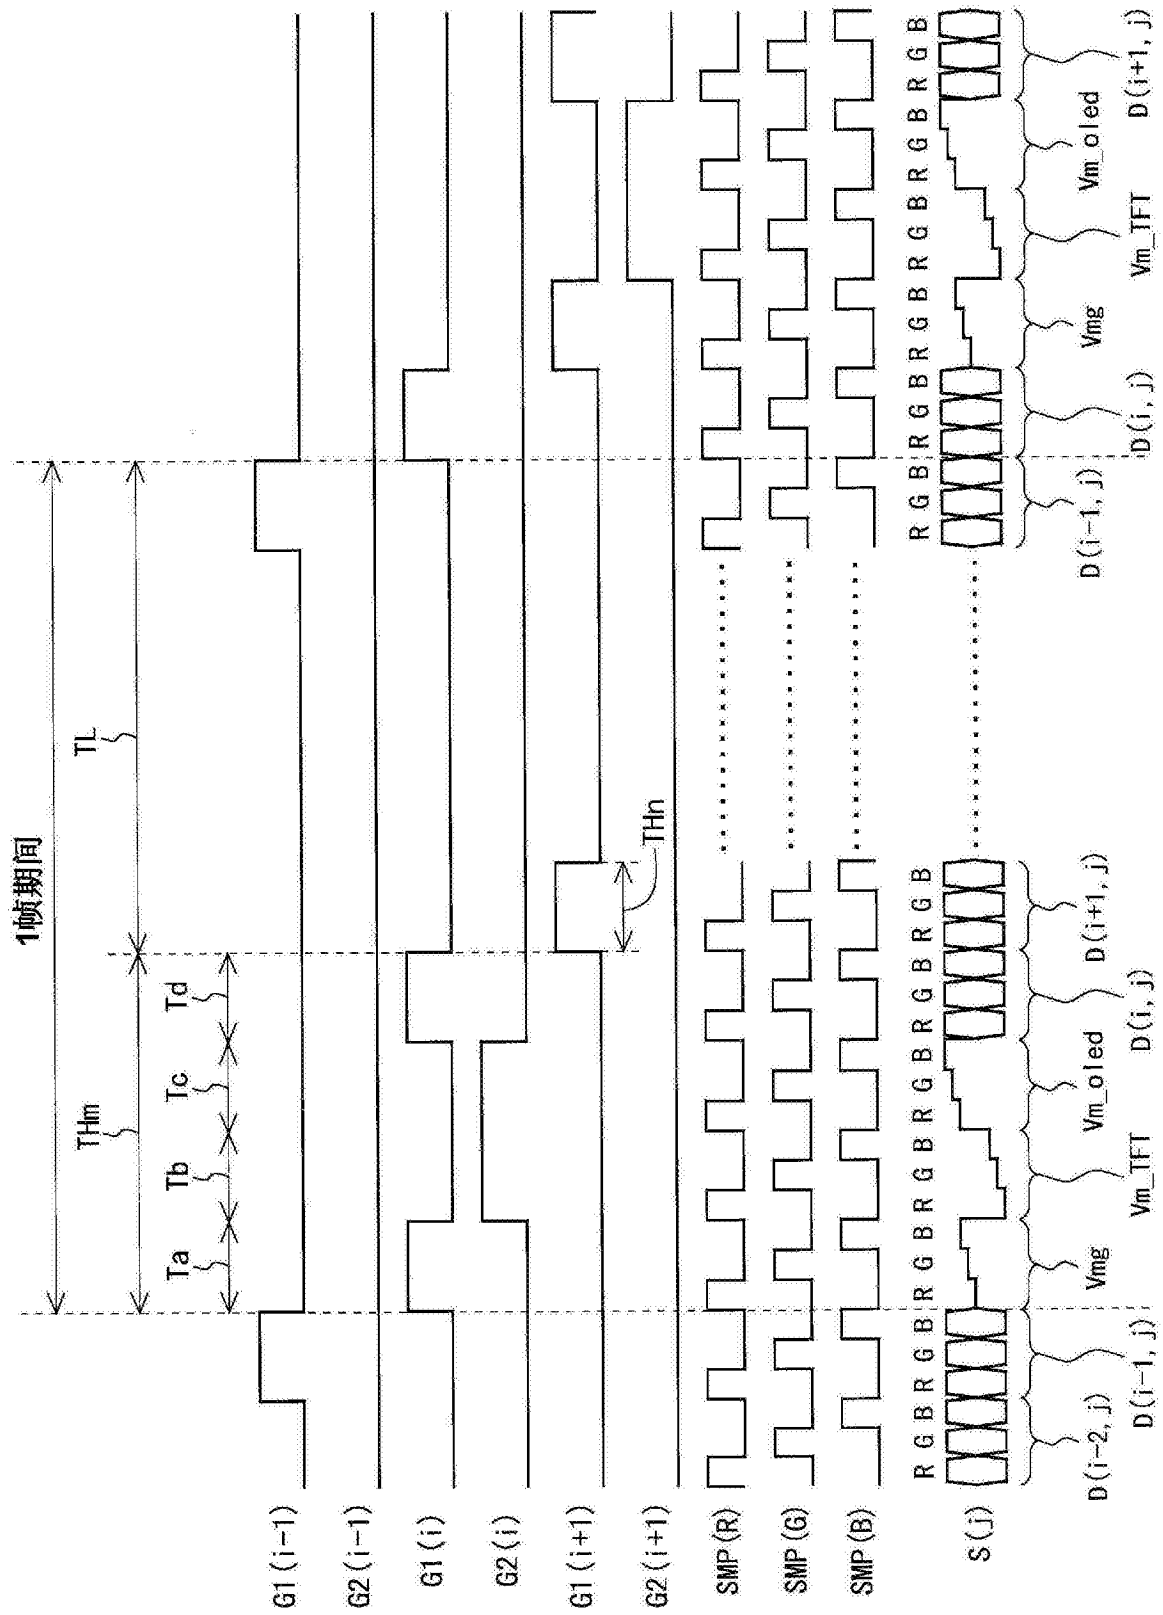 1帧期间
THm
TL
Ta
Tb
Tc
Td
THn
G1(i-1)
G2(i-1)
G1(i)
G2(i)
G1(i+1)
G2(i+1)
SMP(R)
SMP(G)
SMP(B)
S(j)
R G B R G B R G B R G B R G B R G B R G B
R G B R G B R G B R G B R G B R G B
D(i-2, j)
D(i-1, j)
Vmg
Vm_TFT
Vm_oled
D(i, j)
D(i+1, j)
D(i-1, j)
D(i, j)
Vmg
Vm_TFT
Vm_oled
D(i+1, j)